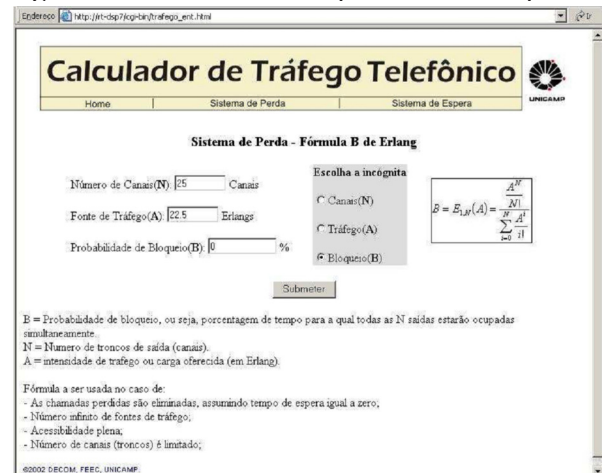 Endereço http://rt-dsp7/cgi-bin/trafego_ent.html Ir
Calculador de Tráfego Telefônico
UNICAMP
Home | Sistema de Perda | Sistema de Espera
Sistema de Perda - Fórmula B de Erlang
Número de Canais(N): 25 Canais
Fonte de Tráfego(A): 22.5 Erlangs
Probabilidade de Bloqueio(B): 0 %
Escolha a incógnita
Canais(N)
Tráfego(A)
Bloqueio(B)
B = E1,N(A) = (A^N / N!) / (∑ i=0 N A^i / i!)
Submeter
B = Probabilidade de bloqueio, ou seja, porcentagem de tempo para a qual todas as N saídas estarão ocupadas
simultaneamente.
N = Numero de troncos de saída (canais).
A = intensidade de trafego ou carga oferecida (em Erlang).
Fórmula a ser usada no caso de:
- As chamadas perdidas são eliminadas, assumindo tempo de espera igual a zero;
- Número infinito de fontes de tráfego;
- Acessibilidade plena;
- Número de canais (troncos) é limitado;
©2002 DECOM, FEEC, UNICAMP.